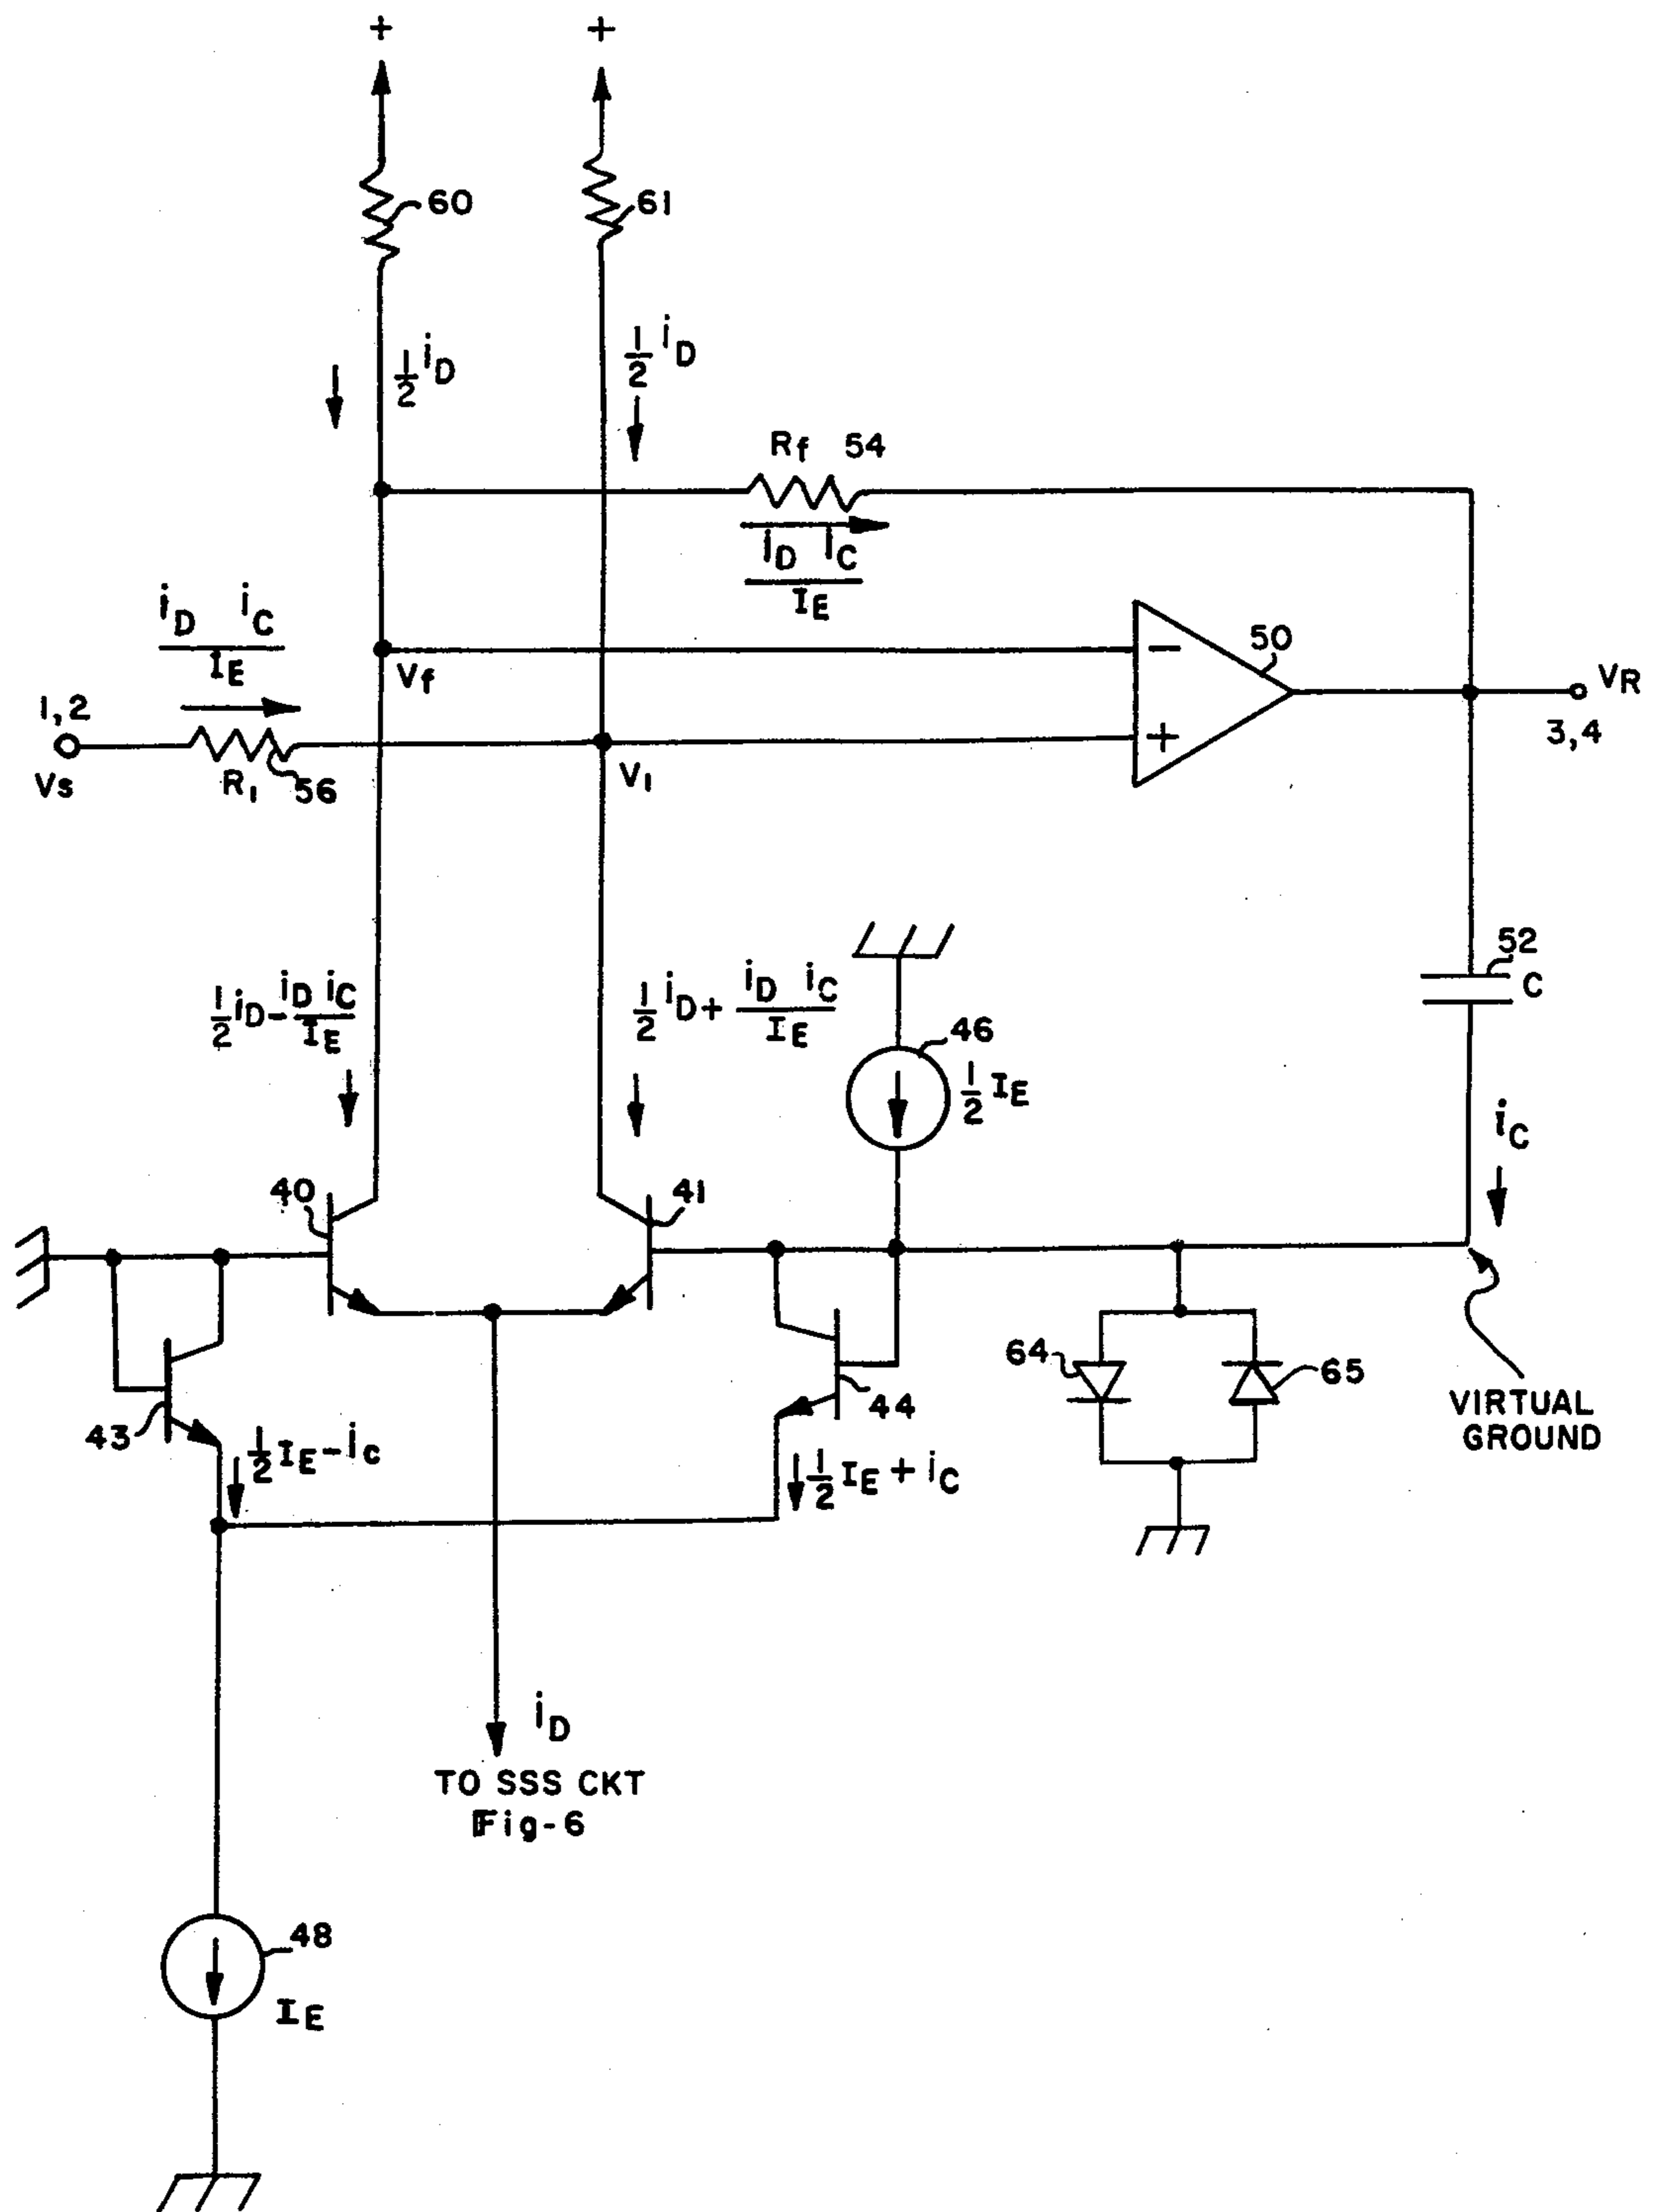 + +
60 61
½ iD ½ iD
Rf 54
iD iC / IE
iD iC / IE
50
Vf
VR
1,2
3,4
Vs
R1 56
V1
52
C
½ iD - iD iC / IE
½ iD + iD iC / IE
46
½ IE
iC
40 41
64 65
44
43
VIRTUAL
GROUND
½ IE - ic
½ IE + iC
iD
TO SSS CKT
Fig-6
48
IE
- +